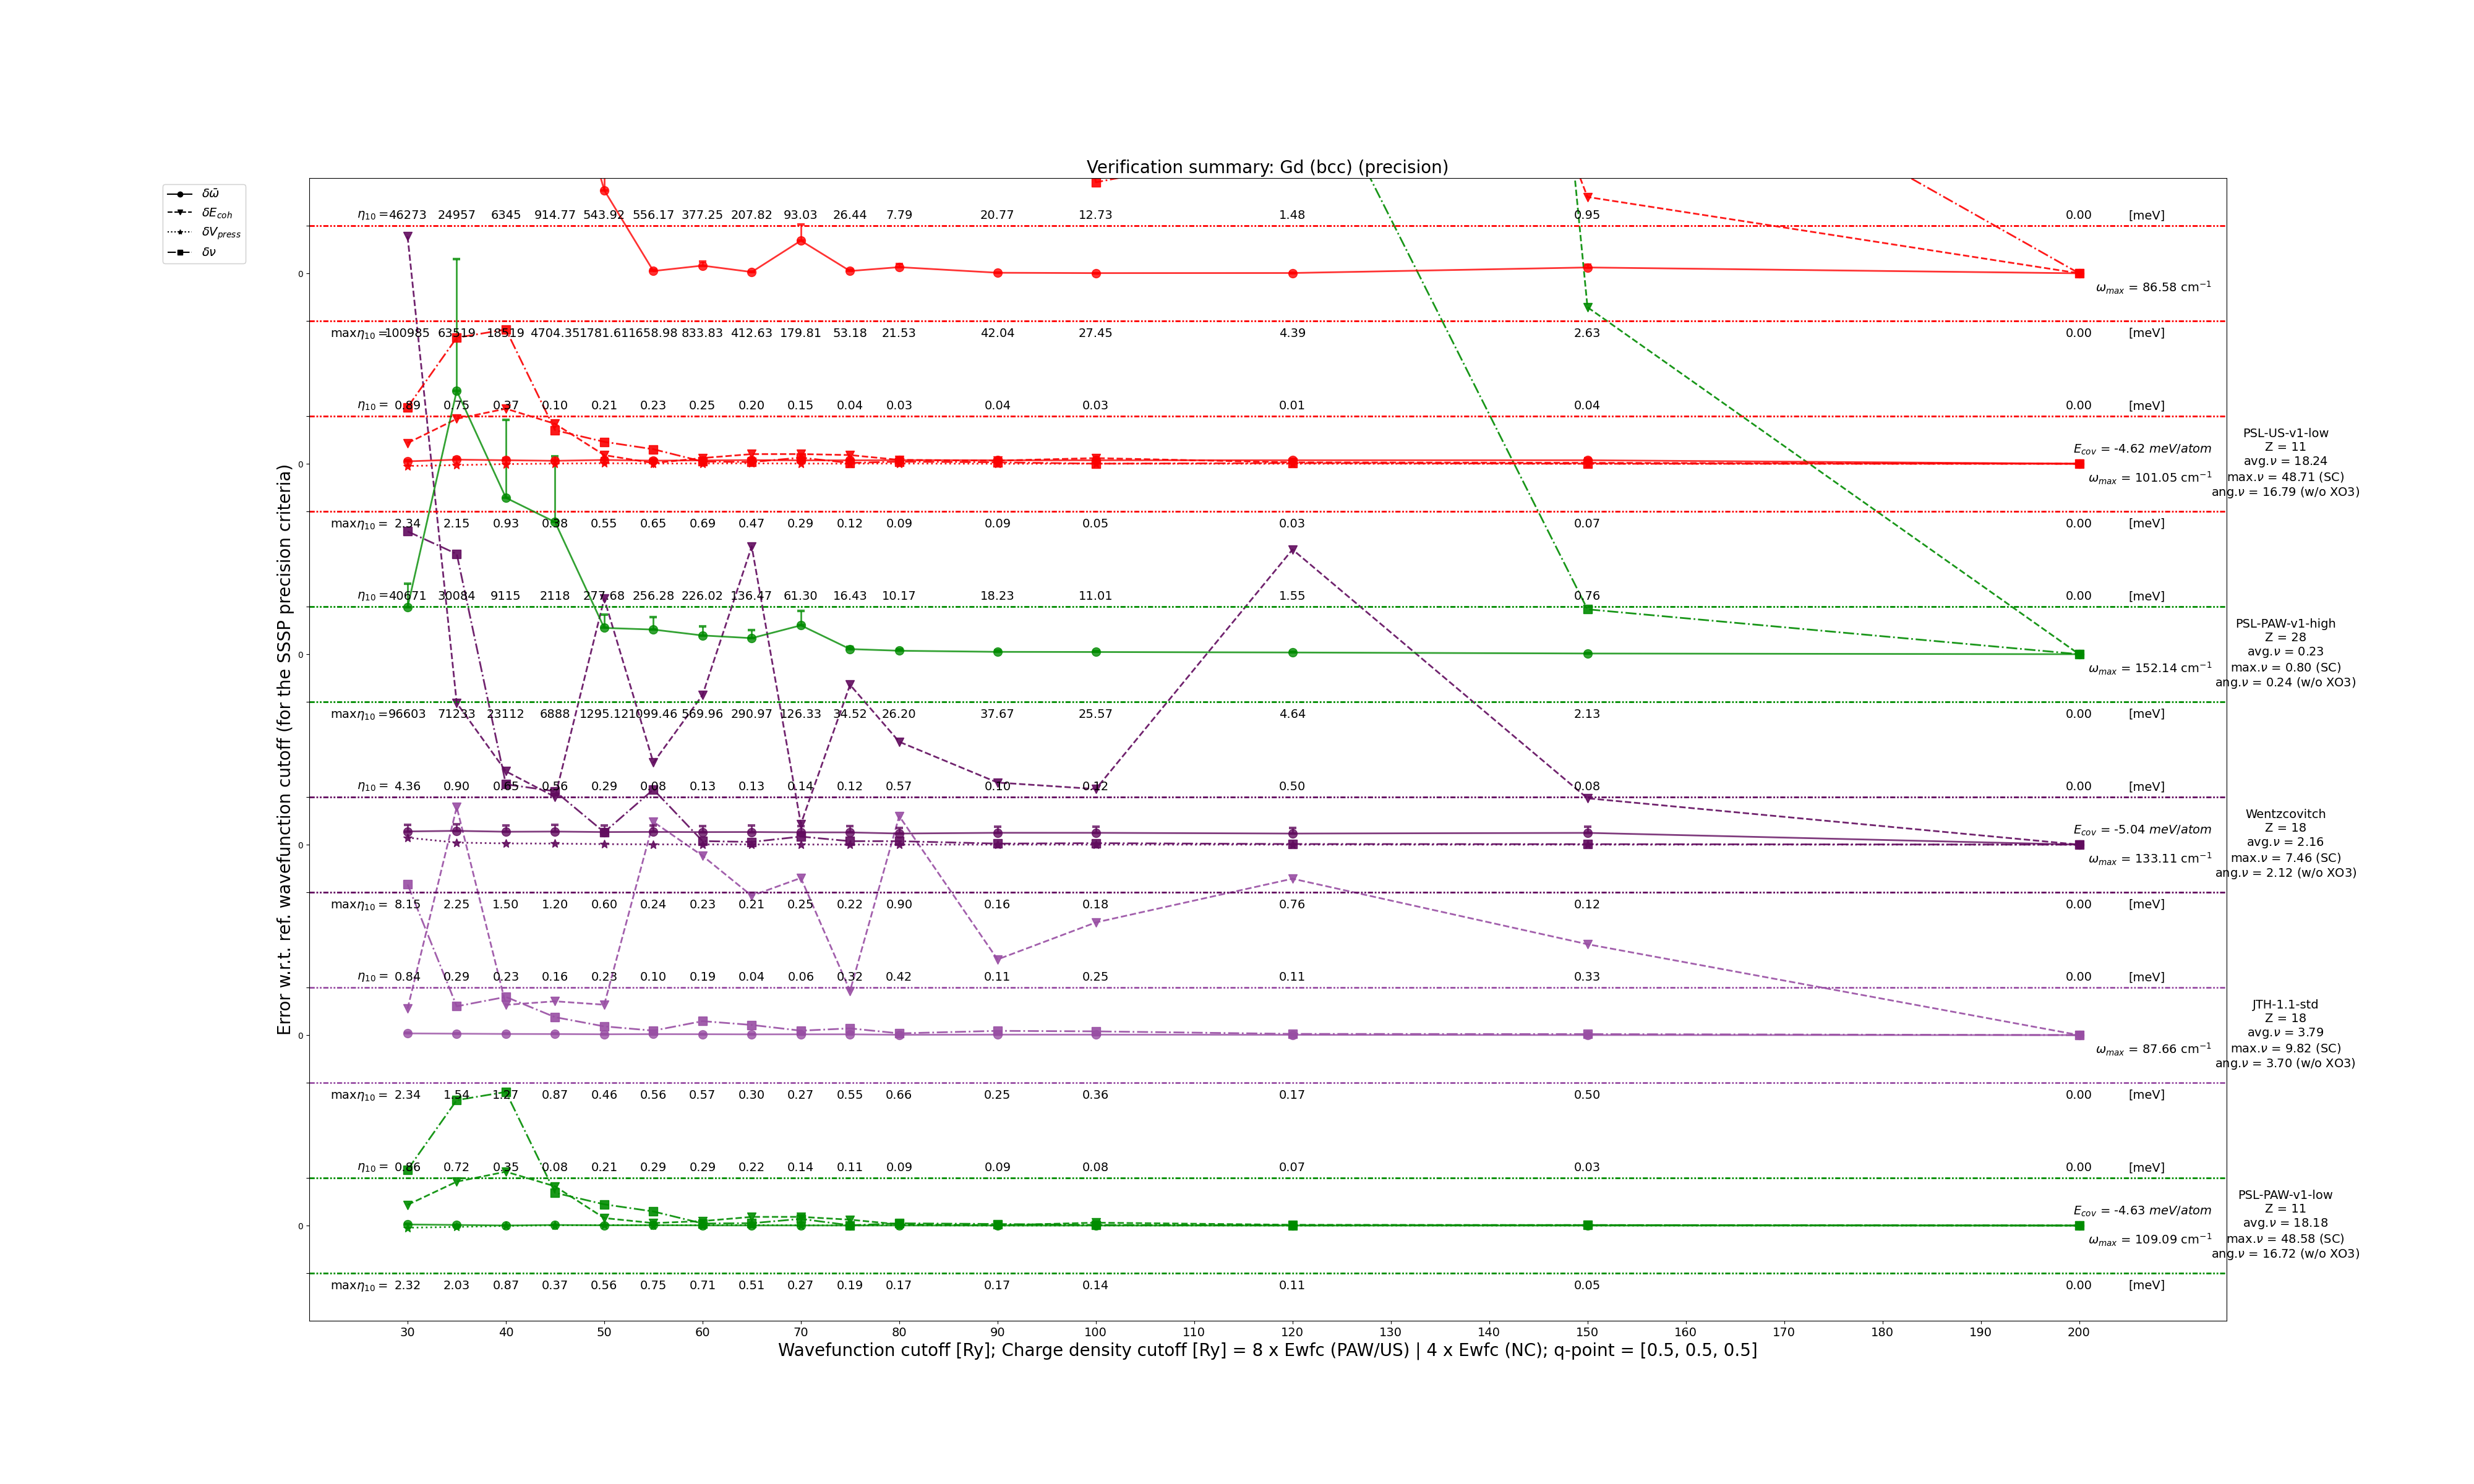 Verification summary: Gd (bcc) (precision)
δω̄
δE_coh
δV_press
δν
η₁₀ = 46273 24957 6345 914.77 543.92 556.17 377.25 207.82 93.03 26.44 7.79 20.77 12.73 1.48 0.95 0.00 [meV]
0
ω_max = 86.58 cm⁻¹
maxη₁₀ = 100985 63519 18519 4704.35 1781.61 1658.98 833.83 412.63 179.81 53.18 21.53 42.04 27.45 4.39 2.63 0.00 [meV]
η₁₀ = 0.89 0.75 0.37 0.10 0.21 0.23 0.25 0.20 0.15 0.04 0.03 0.04 0.03 0.01 0.04 0.00 [meV]
PSL-US-v1-low
Z = 11
E_cov = -4.62 meV/atom
avg.ν = 18.24
0
ω_max = 101.05 cm⁻¹
max.ν = 48.71 (SC)
ang.ν = 16.79 (w/o XO3)
maxη₁₀ = 2.34 2.15 0.93 0.38 0.55 0.65 0.69 0.47 0.29 0.12 0.09 0.09 0.05 0.03 0.07 0.00 [meV]
η₁₀ = 40671 30084 9115 2118 277.68 256.28 226.02 136.47 61.30 16.43 10.17 18.23 11.01 1.55 0.76 0.00 [meV]
PSL-PAW-v1-high
Z = 28
avg.ν = 0.23
0
ω_max = 152.14 cm⁻¹
max.ν = 0.80 (SC)
ang.ν = 0.24 (w/o XO3)
maxη₁₀ = 96603 71233 23112 6888 1295.12 1099.46 569.96 290.97 126.33 34.52 26.20 37.67 25.57 4.64 2.13 0.00 [meV]
η₁₀ = 4.36 0.90 0.65 0.56 0.29 0.08 0.13 0.13 0.14 0.12 0.57 0.10 0.12 0.50 0.08 0.00 [meV]
Wentzcovitch
Z = 18
E_cov = -5.04 meV/atom
avg.ν = 2.16
0
ω_max = 133.11 cm⁻¹
max.ν = 7.46 (SC)
ang.ν = 2.12 (w/o XO3)
maxη₁₀ = 8.15 2.25 1.50 1.20 0.60 0.24 0.23 0.21 0.25 0.22 0.90 0.16 0.18 0.76 0.12 0.00 [meV]
η₁₀ = 0.84 0.29 0.23 0.16 0.23 0.10 0.19 0.04 0.06 0.32 0.42 0.11 0.25 0.11 0.33 0.00 [meV]
JTH-1.1-std
Z = 18
avg.ν = 3.79
0
ω_max = 87.66 cm⁻¹
max.ν = 9.82 (SC)
ang.ν = 3.70 (w/o XO3)
maxη₁₀ = 2.34 1.54 1.27 0.87 0.46 0.56 0.57 0.30 0.27 0.55 0.66 0.25 0.36 0.17 0.50 0.00 [meV]
η₁₀ = 0.86 0.72 0.35 0.08 0.21 0.29 0.29 0.22 0.14 0.11 0.09 0.09 0.08 0.07 0.03 0.00 [meV]
PSL-PAW-v1-low
Z = 11
E_cov = -4.63 meV/atom
avg.ν = 18.18
0
ω_max = 109.09 cm⁻¹
max.ν = 48.58 (SC)
ang.ν = 16.72 (w/o XO3)
maxη₁₀ = 2.32 2.03 0.87 0.37 0.56 0.75 0.71 0.51 0.27 0.19 0.17 0.17 0.14 0.11 0.05 0.00 [meV]
30 40 50 60 70 80 90 100 110 120 130 140 150 160 170 180 190 200
Wavefunction cutoff [Ry]; Charge density cutoff [Ry] = 8 x Ewfc (PAW/US) | 4 x Ewfc (NC); q-point = [0.5, 0.5, 0.5]
Error w.r.t. ref. wavefunction cutoff (for the SSSP precision criteria)